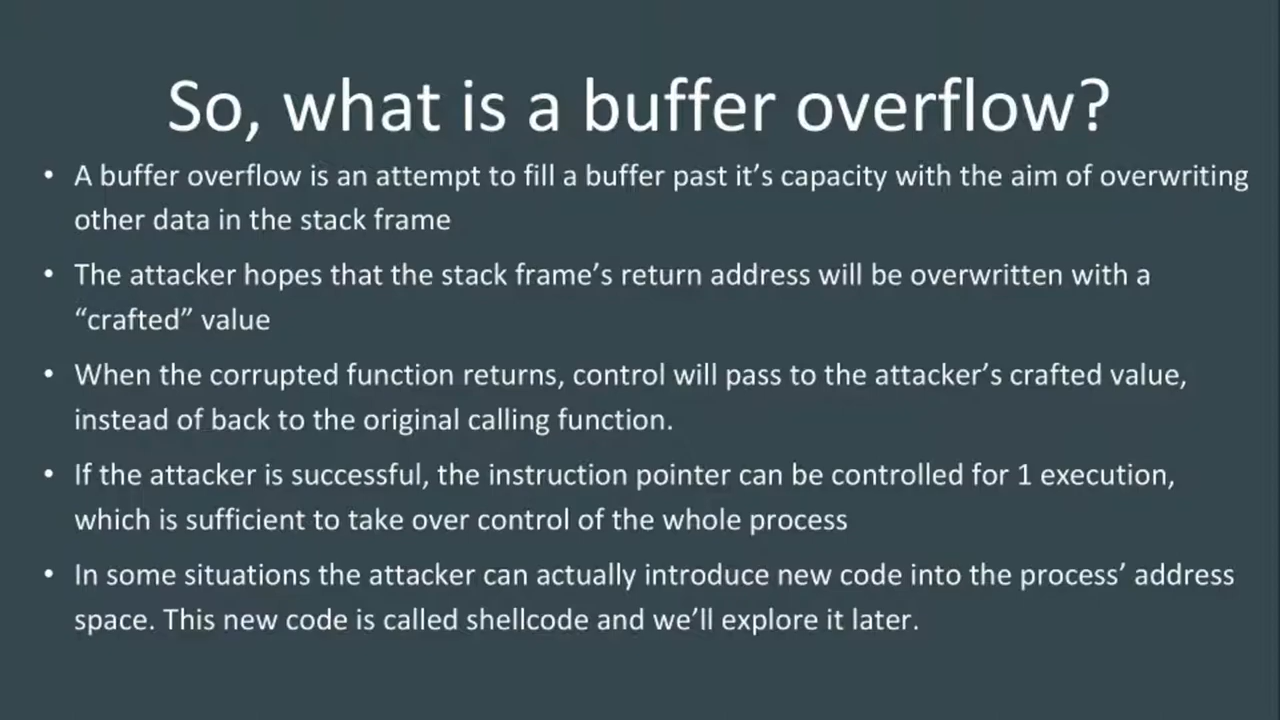 So, what is a buffer overflow?
• A buffer overflow is an attempt to fill a buffer past it’s capacity with the aim of overwriting
other data in the stack frame
• The attacker hopes that the stack frame’s return address will be overwritten with a
“crafted” value
• When the corrupted function returns, control will pass to the attacker’s crafted value,
instead of back to the original calling function.
• If the attacker is successful, the instruction pointer can be controlled for 1 execution,
which is sufficient to take over control of the whole process
• In some situations the attacker can actually introduce new code into the process’ address
space. This new code is called shellcode and we’ll explore it later.